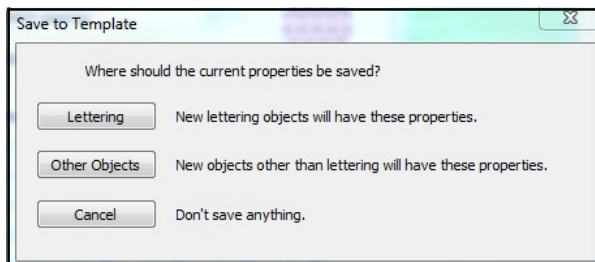 Save to Template
Where should the current properties be saved?
Lettering New lettering objects will have these properties.
Other Objects New objects other than lettering will have these properties.
Cancel Don't save anything.